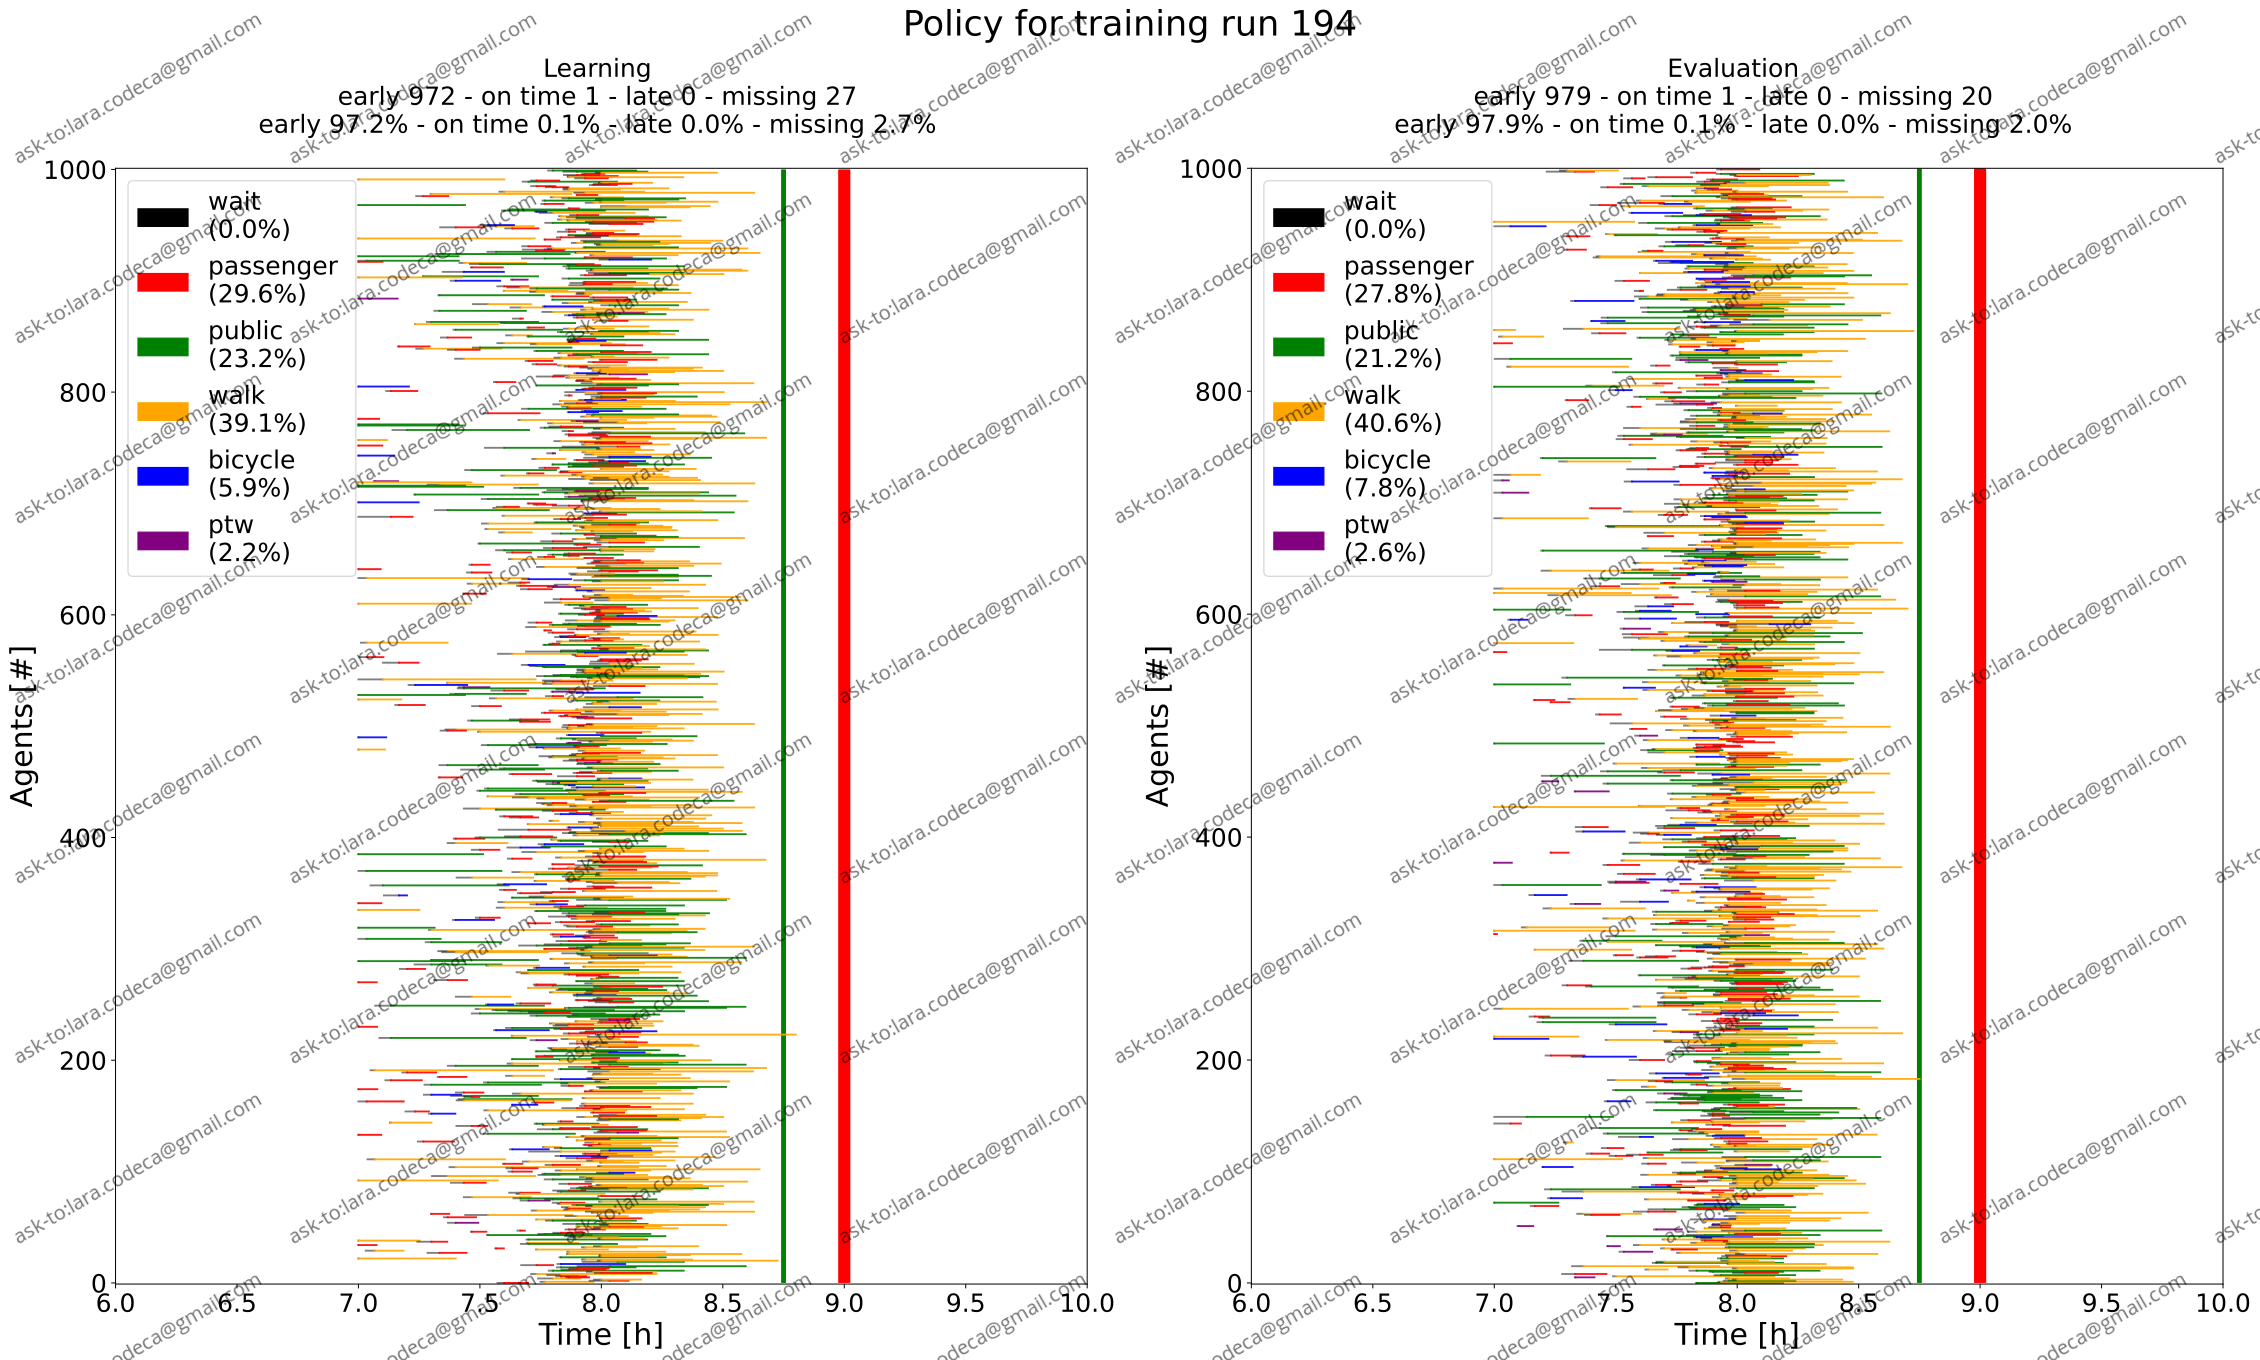 Policy for training run 194
Learning
early 972 - on time 1 - late 0 - missing 27
early 97.2% - on time 0.1% - late 0.0% - missing 2.7%
1000
800
600
400
200
0
Agents [#]
wait
(0.0%)
passenger
(29.6%)
public
(23.2%)
walk
(39.1%)
bicycle
(5.9%)
ptw
(2.2%)
6.0 6.5 7.0 7.5 8.0 8.5 9.0 9.5 10.0
Time [h]
Evaluation
early 979 - on time 1 - late 0 - missing 20
early 97.9% - on time 0.1% - late 0.0% - missing 2.0%
1000
800
600
400
200
0
Agents [#]
wait
(0.0%)
passenger
(27.8%)
public
(21.2%)
walk
(40.6%)
bicycle
(7.8%)
ptw
(2.6%)
6.0 6.5 7.0 7.5 8.0 8.5 9.0 9.5 10.0
Time [h]
ask-to:lara.codeca@gmail.com